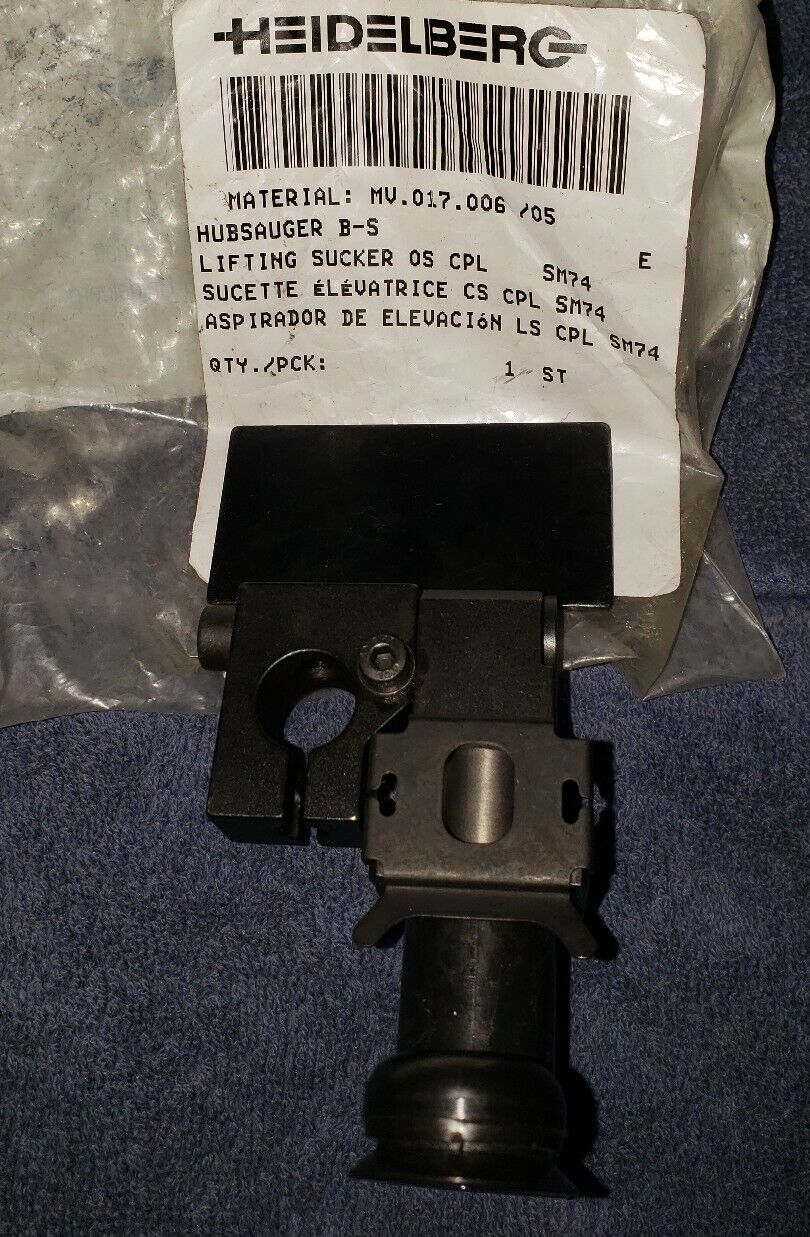 HEIDELBERG
MATERIAL: MV.017.006 /05
HUBSAUGER B-S E
LIFTING SUCKER OS CPL SM74
SUCETTE ÉLÉVATRICE CS CPL SM74
ASPIRADOR DE ELEVACIóN LS CPL SM74
QTY./PCK: 1 ST